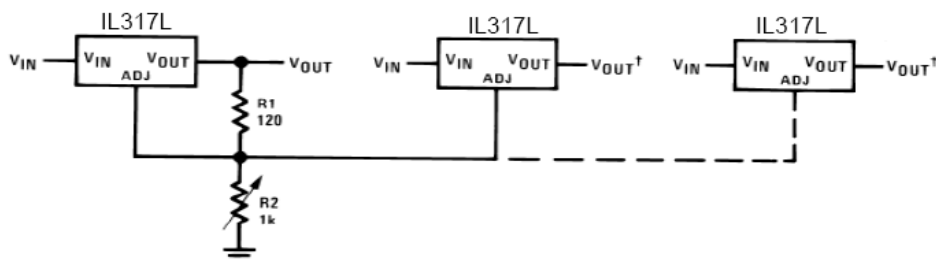 IL317L
IL317L
IL317L
VIN
VIN
VOUT
ADJ
VOUT
VIN
VIN
VOUT
ADJ
VOUT†
VIN
VIN
VOUT
ADJ
VOUT†
R1
120
R2
1k